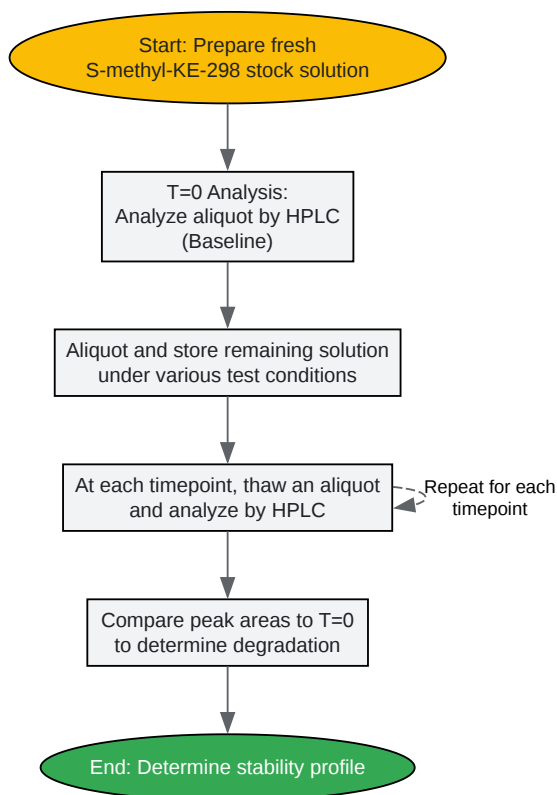 Start: Prepare fresh
S-methyl-KE-298 stock solution
T=0 Analysis:
Analyze aliquot by HPLC
(Baseline)
Aliquot and store remaining solution
under various test conditions
At each timepoint, thaw an aliquot
and analyze by HPLC
Repeat for each
timepoint
Compare peak areas to T=0
to determine degradation
End: Determine stability profile